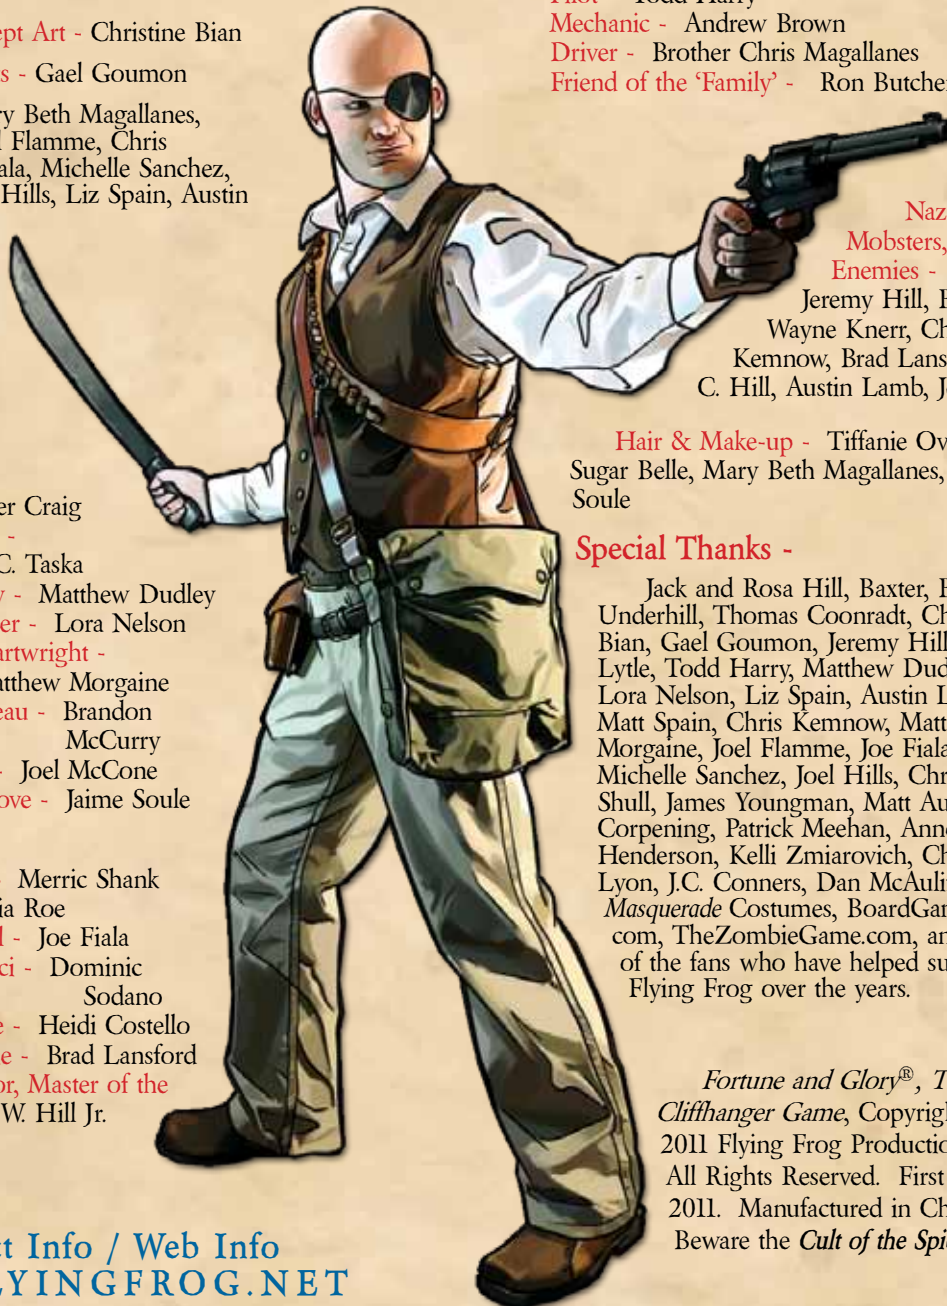 ept Art - Christine Bian
s - Gael Goumon
ry Beth Magallanes,
l Flamme, Chris
ala, Michelle Sanchez,
Hills, Liz Spain, Austin
er Craig
-
C. Taska
y - Matthew Dudley
er - Lora Nelson
artwright -
atthew Morgaine
eau - Brandon
McCurry
- Joel McCone
ove - Jaime Soule
- Merric Shank
ia Roe
l - Joe Fiala
ci - Dominic
Sodano
e - Heidi Costello
e - Brad Lansford
or, Master of the
W. Hill Jr.
ct Info / Web Info
LYINGFROG.NET
Pilot - Todd Harry
Mechanic - Andrew Brown
Driver - Brother Chris Magallanes
Friend of the ‘Family’ - Ron Butche
Naz
Mobsters,
Enemies -
Jeremy Hill, B
Wayne Knerr, Ch
Kemnow, Brad Lans
C. Hill, Austin Lamb, J
Hair & Make-up - Tiffanie Ov
Sugar Belle, Mary Beth Magallanes,
Soule
Special Thanks -
Jack and Rosa Hill, Baxter,
Underhill, Thomas Coonradt, Ch
Bian, Gael Goumon, Jeremy Hill
Lytle, Todd Harry, Matthew Dud
Lora Nelson, Liz Spain, Austin L
Matt Spain, Chris Kemnow, Matt
Morgaine, Joel Flamme, Joe Fiala
Michelle Sanchez, Joel Hills, Chr
Shull, James Youngman, Matt Au
Corpening, Patrick Meehan, Ann
Henderson, Kelli Zmiarovich, Ch
Lyon, J.C. Conners, Dan McAuli
Masquerade Costumes, BoardGa
com, TheZombieGame.com, an
of the fans who have helped su
Flying Frog over the years.
Fortune and Glory®, T
Cliffhanger Game, Copyrigh
2011 Flying Frog Productio
All Rights Reserved. First
2011. Manufactured in Ch
Beware the Cult of the Spi